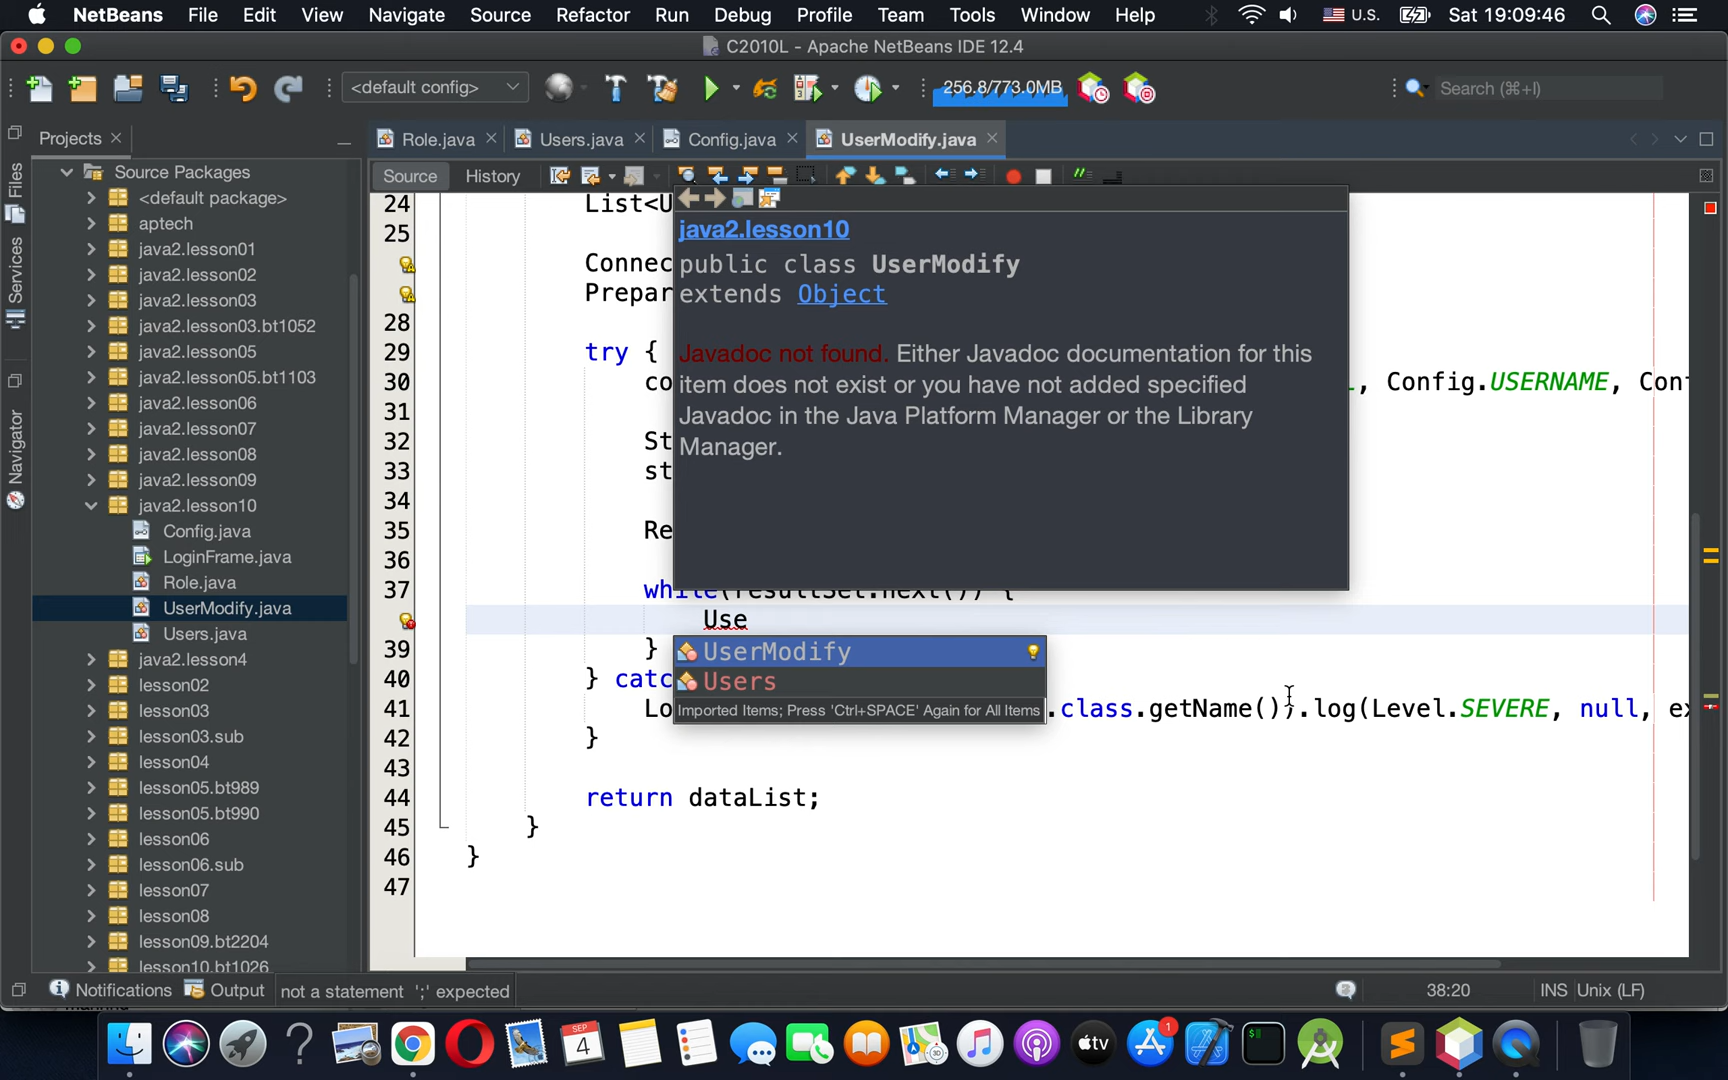 NetBeans File Edit View Navigate Source Refactor Run Debug Profile Team Tools Window Help U.S. Sat 19:09:46
C2010L - Apache NetBeans IDE 12.4
<default config> 256.8/773.0MB Search (⌘+I)
Projects Role.java Users.java Config.java UserModify.java
Source History
Files
Services
Navigator
Source Packages
<default package>
aptech
java2.lesson01
java2.lesson02
java2.lesson03
java2.lesson03.bt1052
java2.lesson05
java2.lesson05.bt1103
java2.lesson06
java2.lesson07
java2.lesson08
java2.lesson09
java2.lesson10
Config.java
LoginFrame.java
Role.java
UserModify.java
Users.java
java2.lesson4
lesson02
lesson03
lesson03.sub
lesson04
lesson05.bt989
lesson05.bt990
lesson06
lesson06.sub
lesson07
lesson08
lesson09.bt2204
lesson10.bt1026
24 List<U
25
Connec
Prepar
28
29 try {
30 co , Config.USERNAME, Con
31
32 St
33 st
34
35 Re
36
37 while(resultSet.next()) {
Use
39 }
40 } catc
41 Lo .class.getName()).log(Level.SEVERE, null, ex
42 }
43
44 return dataList;
45 }
46 }
47
java2.lesson10
public class UserModify
extends Object
Javadoc not found. Either Javadoc documentation for this
item does not exist or you have not added specified
Javadoc in the Java Platform Manager or the Library
Manager.
UserModify
Users
Imported Items; Press 'Ctrl+SPACE' Again for All Items
Notifications Output not a statement ';' expected 38:20 INS Unix (LF)
SEP
4
tv
1